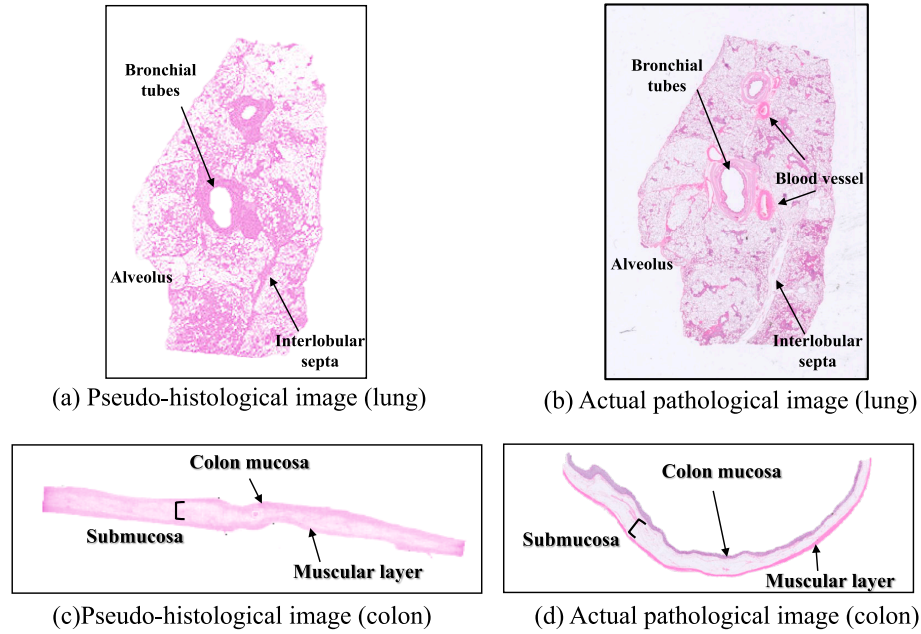 Bronchial
tubes
Alveolus
Interlobular
septa
(a) Pseudo-histological image (lung)
Bronchial
tubes
Blood vessel
Alveolus
Interlobular
septa
(b) Actual pathological image (lung)
Colon mucosa
Submucosa
Muscular layer
(c)Pseudo-histological image (colon)
Colon mucosa
Submucosa
Muscular layer
(d) Actual pathological image (colon)